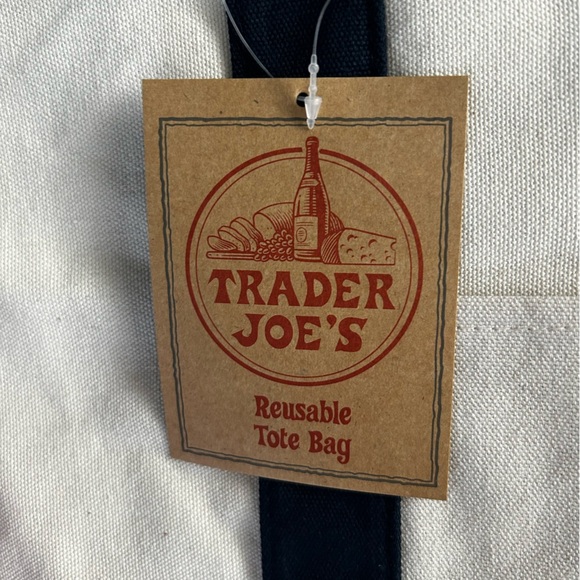 TRADER
JOE'S
Reusable
Tote Bag